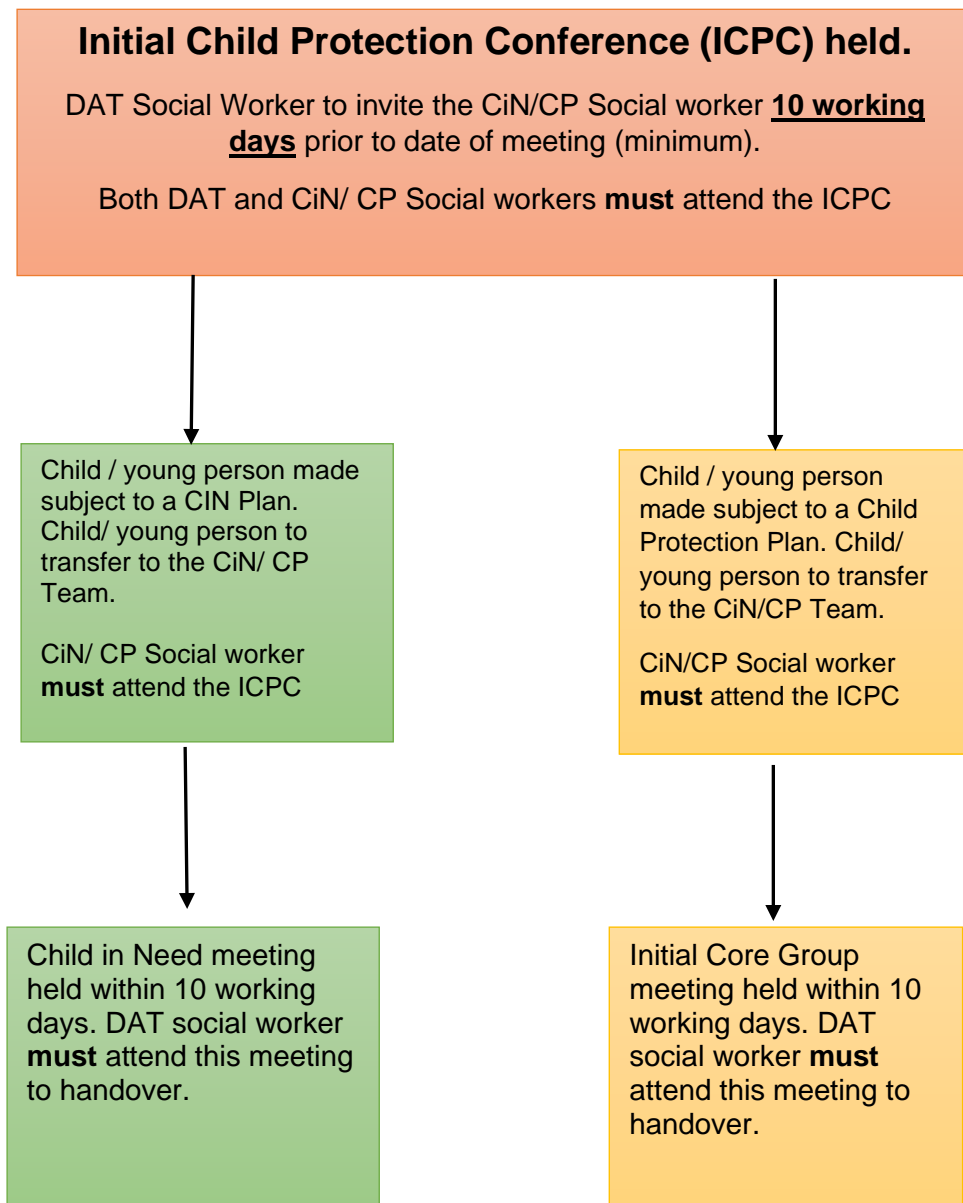 Initial Child Protection Conference (ICPC) held.
DAT Social Worker to invite the CiN/CP Social worker 10 working
days prior to date of meeting (minimum).
Both DAT and CiN/ CP Social workers must attend the ICPC
Child / young person made
subject to a CIN Plan.
Child/ young person to
transfer to the CiN/ CP
Team.
CiN/ CP Social worker
must attend the ICPC
Child / young person
made subject to a Child
Protection Plan. Child/
young person to transfer
to the CiN/CP Team.
CiN/CP Social worker
must attend the ICPC
Child in Need meeting
held within 10 working
days. DAT social worker
must attend this meeting
to handover.
Initial Core Group
meeting held within 10
working days. DAT
social worker must
attend this meeting to
handover.